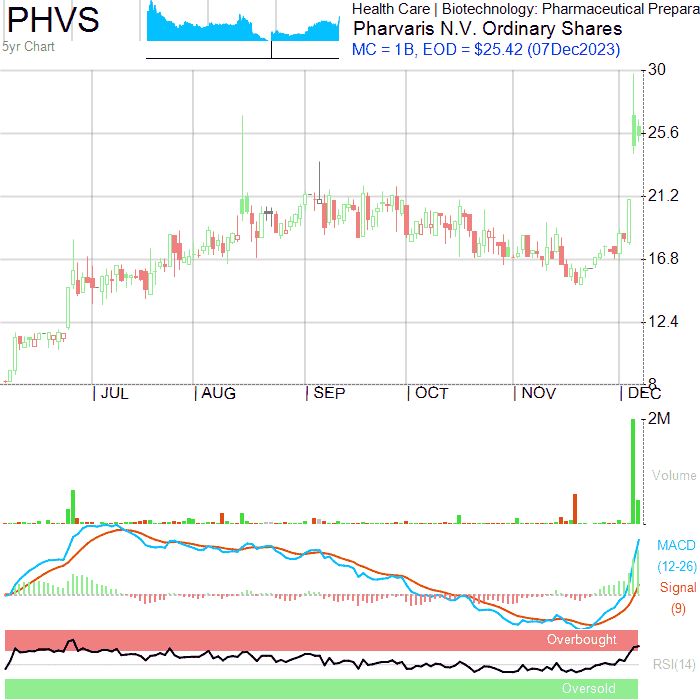 PHVS
5yr Chart
Health Care | Biotechnology: Pharmaceutical Prepara
Pharvaris N.V. Ordinary Shares
MC = 1B, EOD = $25.42 (07Dec2023)
30
25.6
21.2
16.8
12.4
8
JUL AUG SEP OCT NOV DEC
2M
Volume
MACD
(12-26)
Signal
(9)
Overbought
RSI(14)
Oversold